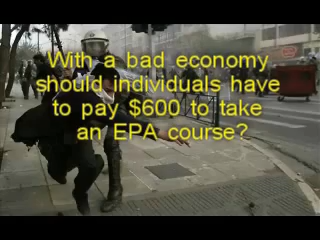 With a bad economy
should individuals have
to pay $600 to take
an EPA course?